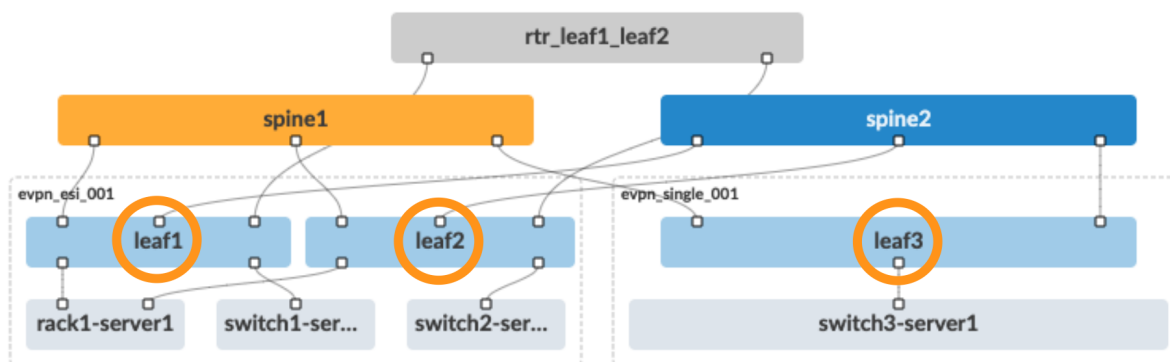 rtr_leaf1_leaf2
spine1
spine2
evpn_esi_001
evpn_single_001
leaf1
leaf2
leaf3
rack1-server1
switch1-ser...
switch2-ser...
switch3-server1